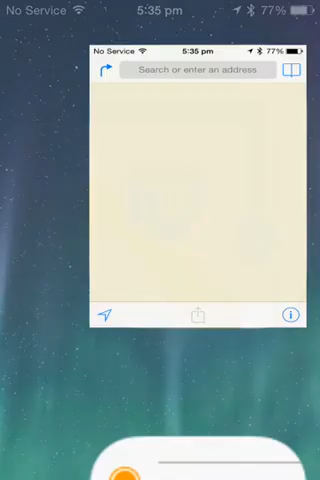 No Service 5:35 pm 77%
No Service 5:35 pm 77%
Search or enter an address